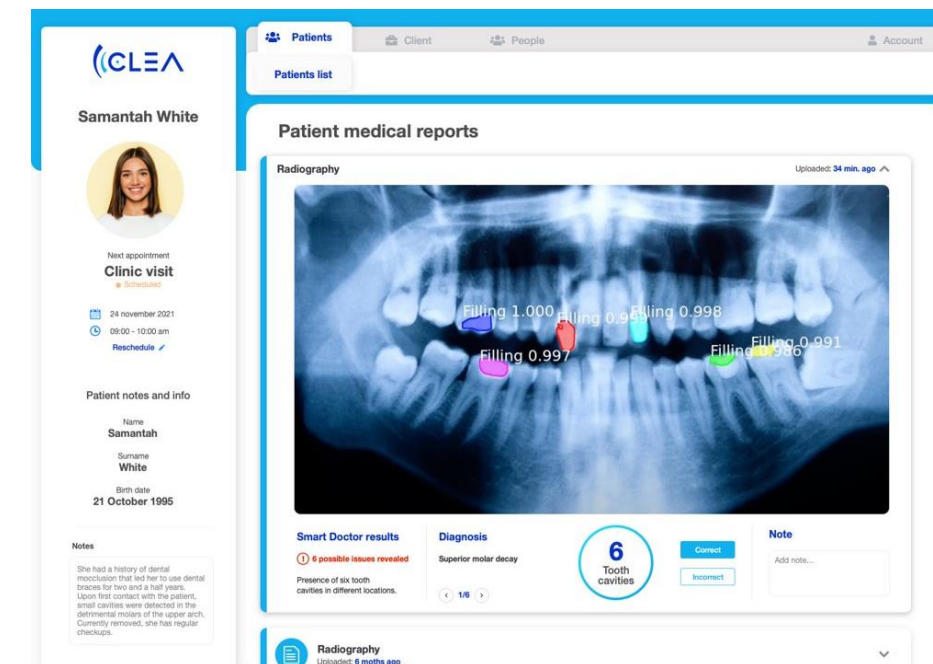 CLEA
Samantah White
Next appointment
Clinic visit
Scheduled
24 november 2021
09:00 - 10:00 am
Reschedule
Patient notes and info
Name
Samantah
Surname
White
Birth date
21 October 1995
Notes
She had a history of dental
mocclusion that led her to use dental
braces for two and a half years.
Upon first contact with the patient,
small cavities were detected in the
detrimental molars of the upper arch.
Currently removed, she has regular
checkups.
Patients
Client
People
Account
Patients list
Patient medical reports
Radiography
Uploaded: 34 min. ago
Filling 1.000
Filling
Filling 0.998
Filling 0.997
Filling 0.986
0.991
Smart Doctor results
6 possible issues revealed
Presence of six tooth
cavities in different locations.
Diagnosis
Superior molar decay
1/6
6
Tooth
cavities
Correct
Incorrect
Note
Add note...
Radiography
Uploaded: 6 moths ago